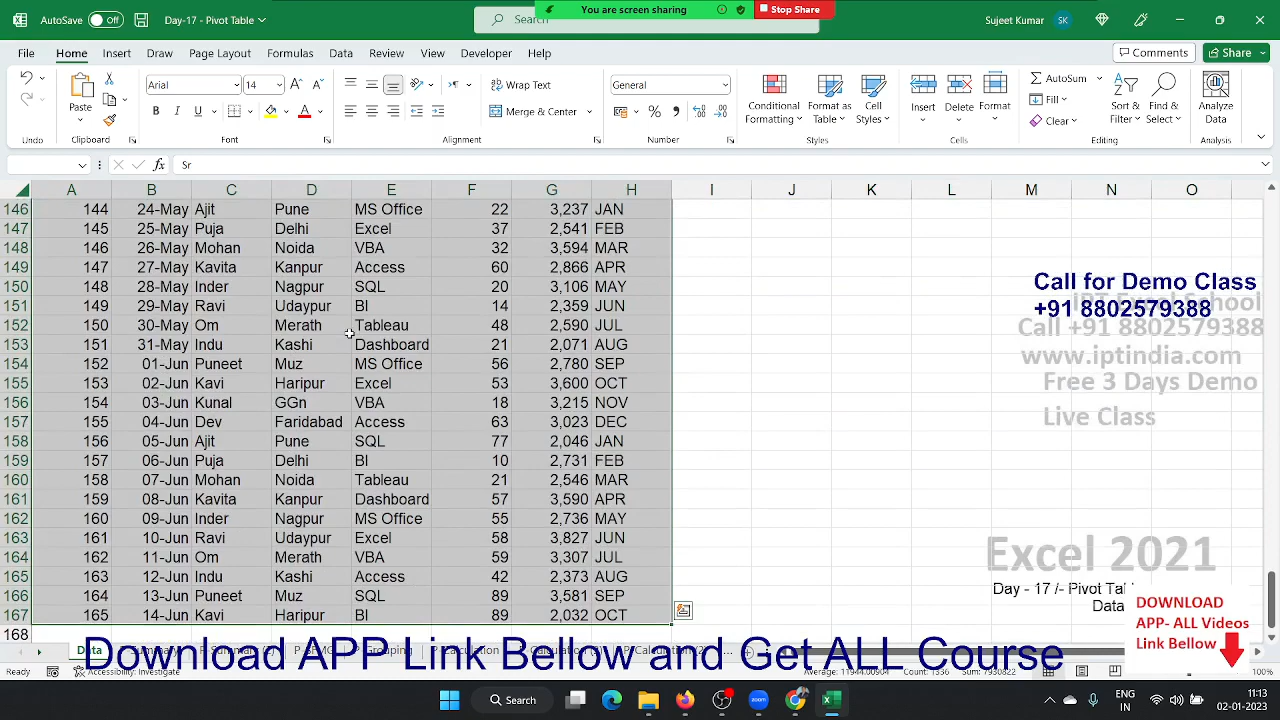 Day-17 - Pivot Table
AutoSave Off
Search
You are screen sharing
Stop Share
Sujeet Kumar SK
File Home Insert Draw Page Layout Formulas Data Review View Developer Help
Comments Share
Paste
Arial 14
B I U
Wrap Text
Merge & Center
General
Conditional Formatting
Format as Table
Cell Styles
Insert Delete Format
AutoSum
Fill
Clear
Sort & Filter
Find & Select
Analyze Data
Undo Clipboard Font Alignment Number Styles Cells Editing Analysis
Sr
A B C D E F G H I J K L M N O
146 144 24-May Ajit Pune MS Office 22 3,237 JAN
147 145 25-May Puja Delhi Excel 37 2,541 FEB
148 146 26-May Mohan Noida VBA 32 3,594 MAR
149 147 27-May Kavita Kanpur Access 60 2,866 APR
150 148 28-May Inder Nagpur SQL 20 3,106 MAY
151 149 29-May Ravi Udaypur BI 14 2,359 JUN
152 150 30-May Om Merath Tableau 48 2,590 JUL
153 151 31-May Indu Kashi Dashboard 21 2,071 AUG
154 152 01-Jun Puneet Muz MS Office 56 2,780 SEP
155 153 02-Jun Kavi Haripur Excel 53 3,600 OCT
156 154 03-Jun Kunal GGn VBA 18 3,215 NOV
157 155 04-Jun Dev Faridabad Access 63 3,023 DEC
158 156 05-Jun Ajit Pune SQL 77 2,046 JAN
159 157 06-Jun Puja Delhi BI 10 2,731 FEB
160 158 07-Jun Mohan Noida Tableau 21 2,546 MAR
161 159 08-Jun Kavita Kanpur Dashboard 57 3,590 APR
162 160 09-Jun Inder Nagpur MS Office 55 2,736 MAY
163 161 10-Jun Ravi Udaypur Excel 58 3,827 JUN
164 162 11-Jun Om Merath VBA 59 3,307 JUL
165 163 12-Jun Indu Kashi Access 42 2,373 AUG
166 164 13-Jun Puneet Muz SQL 89 3,581 SEP
167 165 14-Jun Kavi Haripur BI 89 2,032 OCT
168
Call for Demo Class
+91 8802579388
Excel School
Call +91 8802579388
www.iptindia.com
Free 3 Days Demo
Live Class
Excel 2021
Day - 17 /- Pivot
Data
DOWNLOAD
APP- ALL Videos
Link Bellow
Download APP Link Bellow and Get ALL Course
Data
Accessibility: Investigate
Average: 11944.00904 Count: 1336 Sum: 7930822
100%
Search
zoom
ENG
IN
11:13
02-01-2023